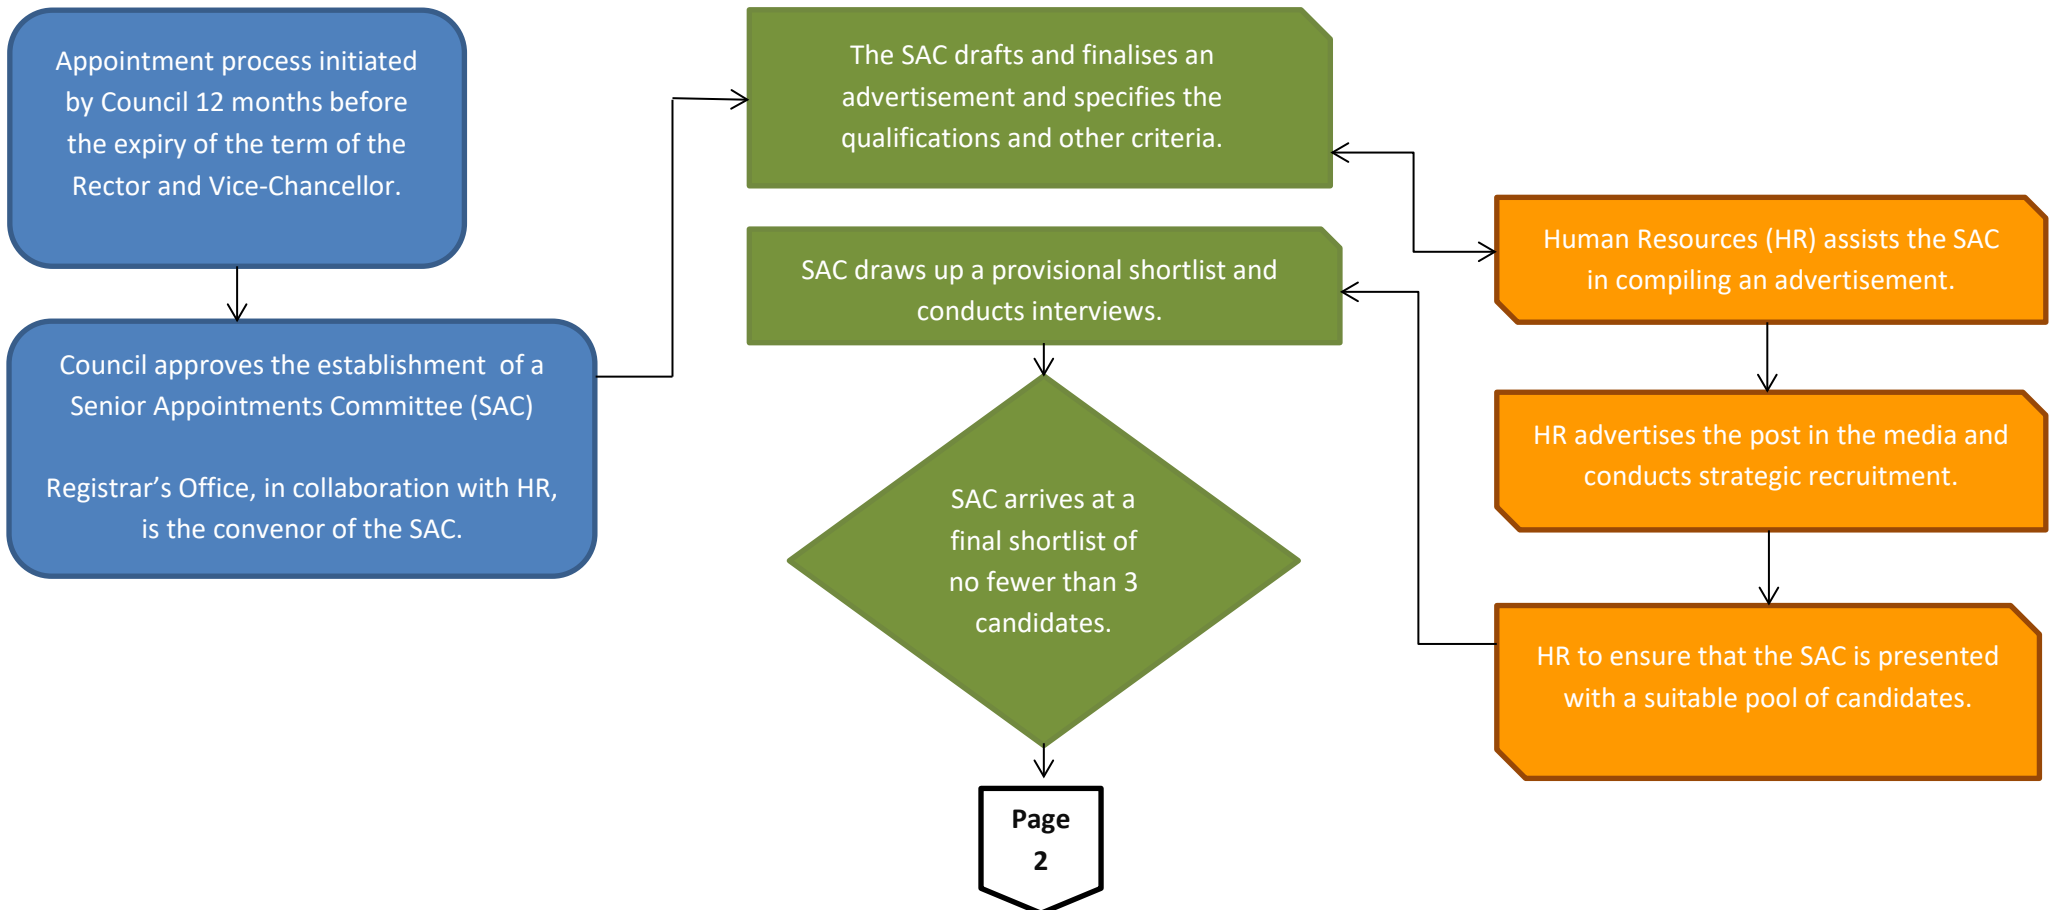 Appointment process initiated
by Council 12 months before
the expiry of the term of the
Rector and Vice-Chancellor.
Council approves the establishment  of a
Senior Appointments Committee (SAC)
Registrar’s Office, in collaboration with HR,
is the convenor of the SAC.
The SAC drafts and finalises an
advertisement and specifies the
qualifications and other criteria.
Human Resources (HR) assists the SAC
in compiling an advertisement.
HR advertises the post in the media and
conducts strategic recruitment.
HR to ensure that the SAC is presented
with a suitable pool of candidates.
SAC draws up a provisional shortlist and
conducts interviews.
SAC arrives at a
final shortlist of
no fewer than 3
candidates.
Page
2